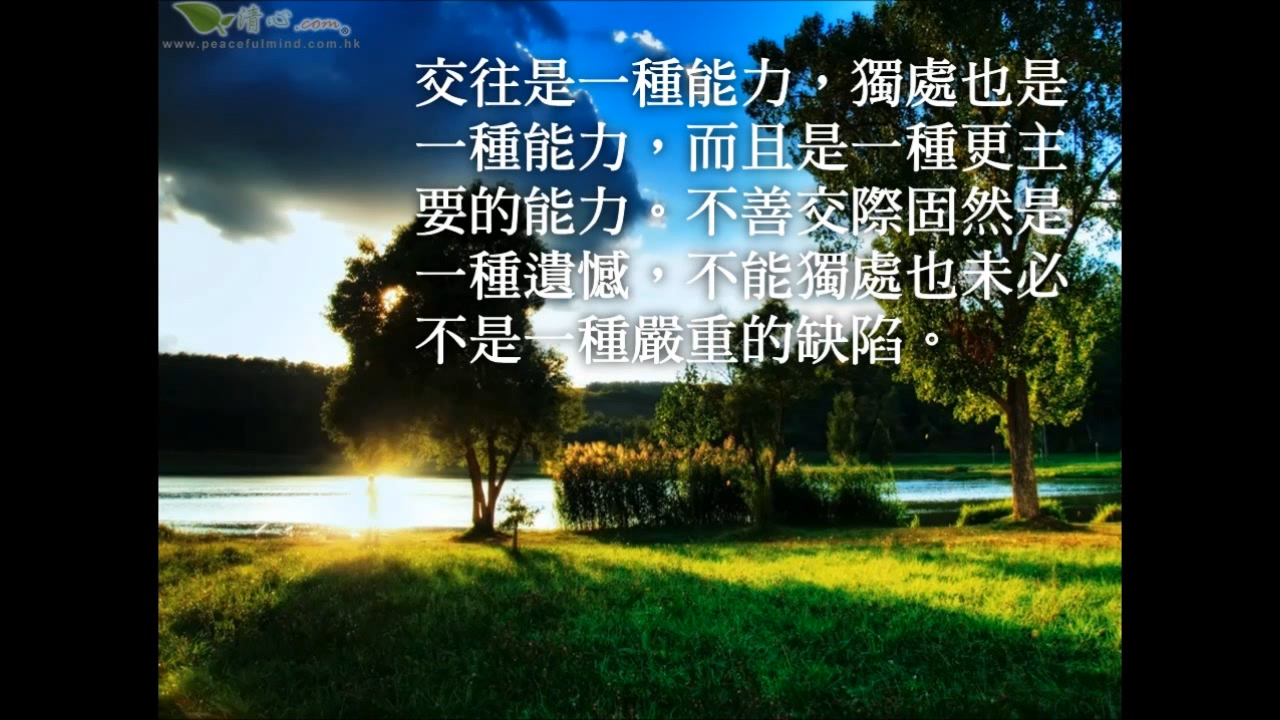 清心.com®
www.peacefulmind.com.hk
交往是一種能力，獨處也是
一種能力，而且是一種更主
要的能力。不善交際固然是
一種遺憾，不能獨處也未必
不是一種嚴重的缺陷。